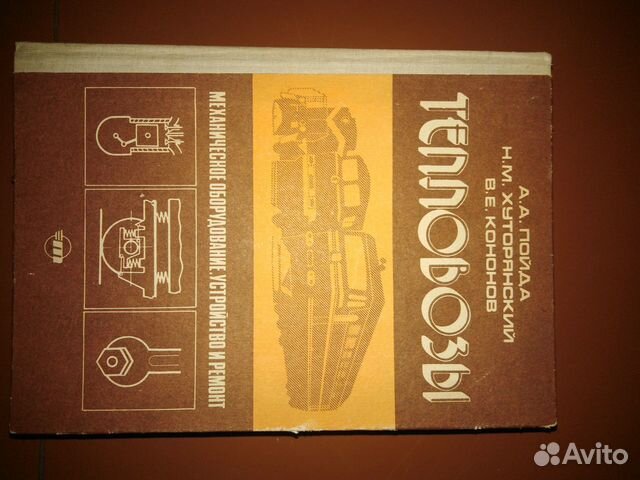 А.А. ПОЙДА
Н.М. ХУТОРЯНСКИЙ
В.Е. КОНОНОВ
ТЕПЛОВОЗЫ
МЕХАНИЧЕСКОЕ ОБОРУДОВАНИЕ, УСТРОЙСТВО И РЕМОНТ
Avito